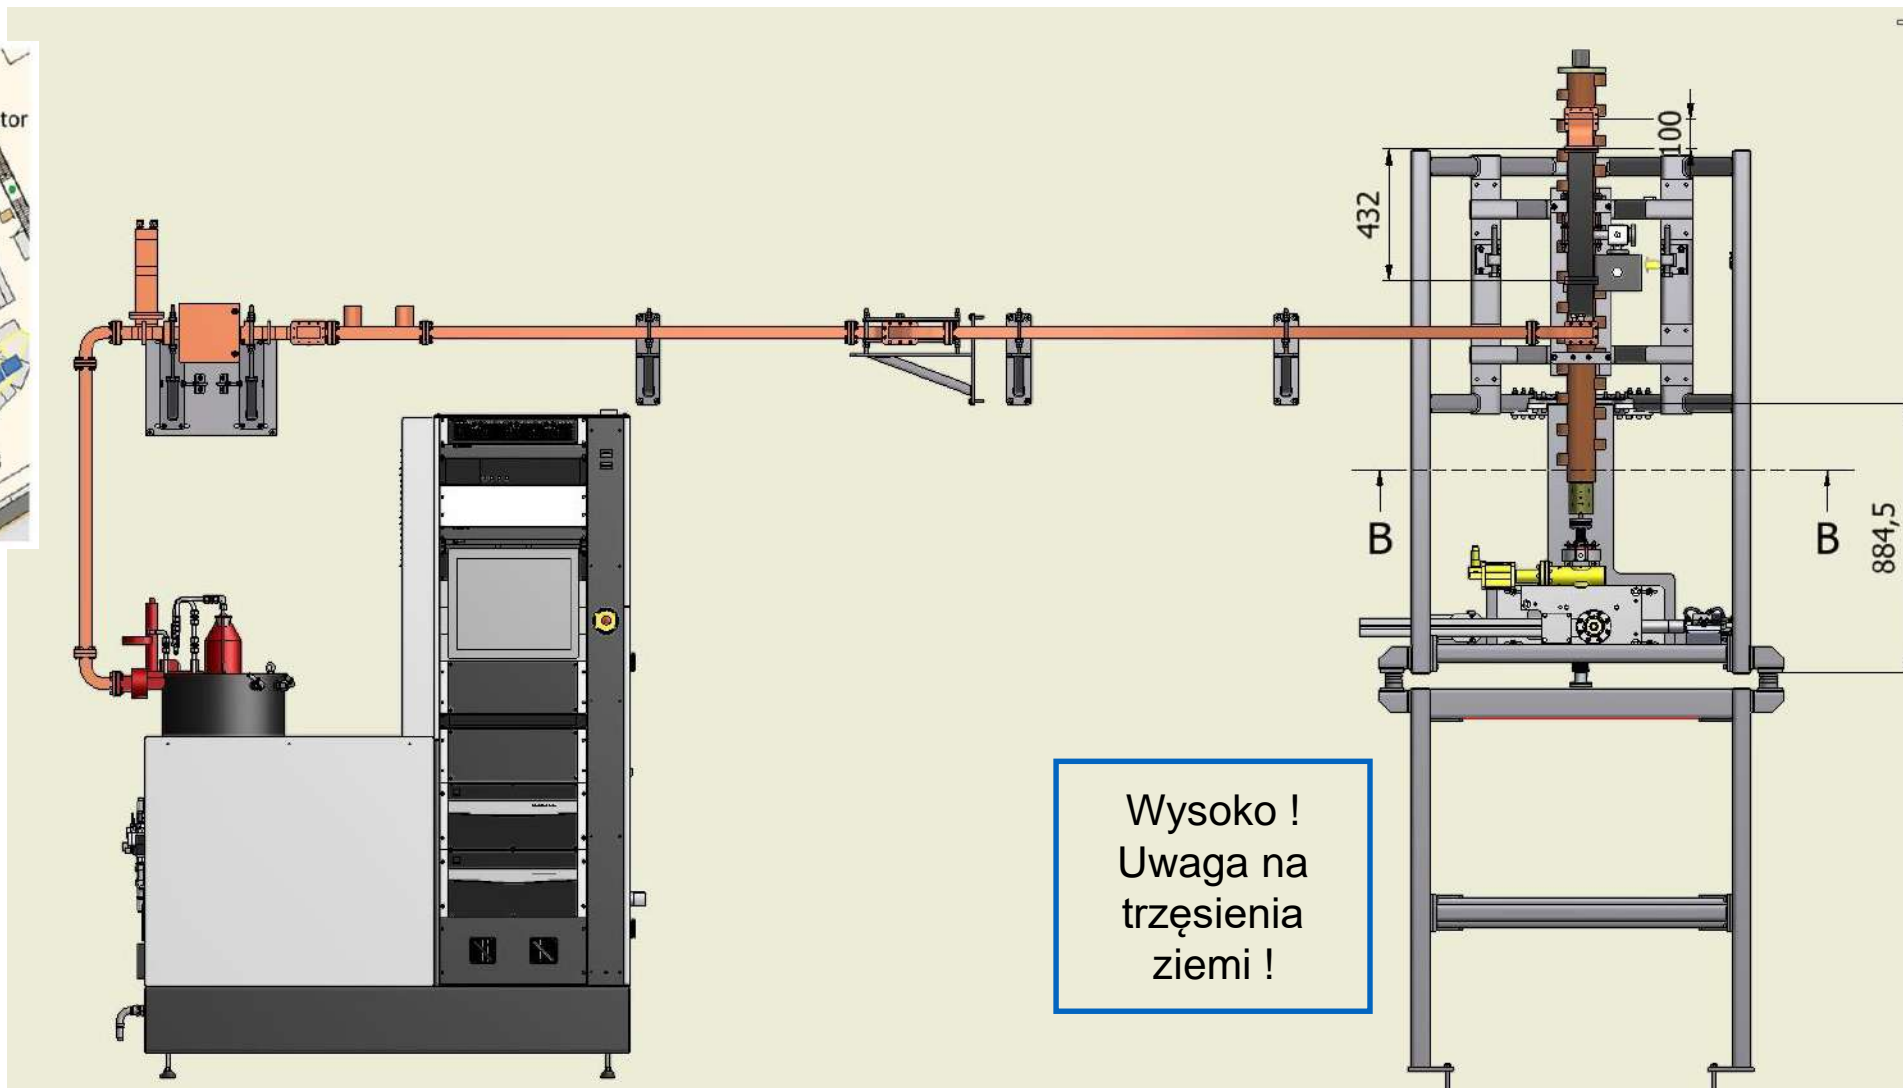 tor
100
432
B
B
884,5
Wysoko !
Uwaga na
trzęsienia
ziemi !